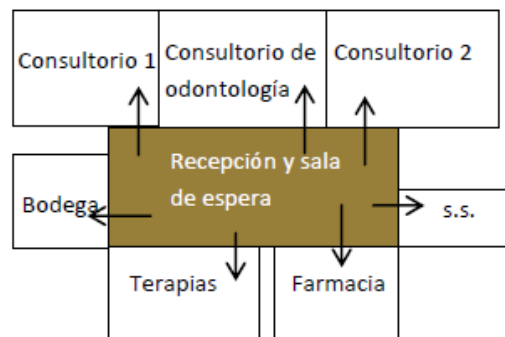 Consultorio 1
Consultorio de
odontología
Consultorio 2
Recepción y sala
de espera
Bodega
s.s.
Terapias
Farmacia